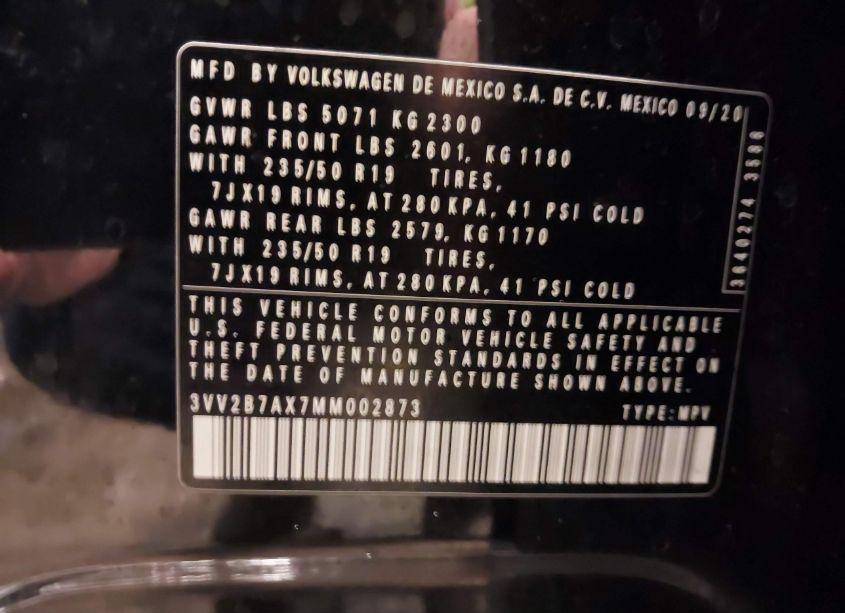 MFD BY VOLKSWAGEN DE MEXICO S.A. DE C.V. MEXICO 09/20
GVWR LBS 5071 KG 2300
GAWR FRONT LBS 2601, KG 1180
WITH 235/50 R19 TIRES,
7JX19 RIMS, AT 280 KPA, 41 PSI COLD
GAWR REAR LBS 2579, KG 1170
WITH 235/50 R19 TIRES,
7JX19 RIMS, AT 280 KPA, 41 PSI COLD
THIS VEHICLE CONFORMS TO ALL APPLICABLE
U.S. FEDERAL MOTOR VEHICLE SAFETY AND
THEFT PREVENTION STANDARDS IN EFFECT ON
THE DATE OF MANUFACTURE SHOWN ABOVE.
3VV2B7AX7MM002873 TYPE: MPV